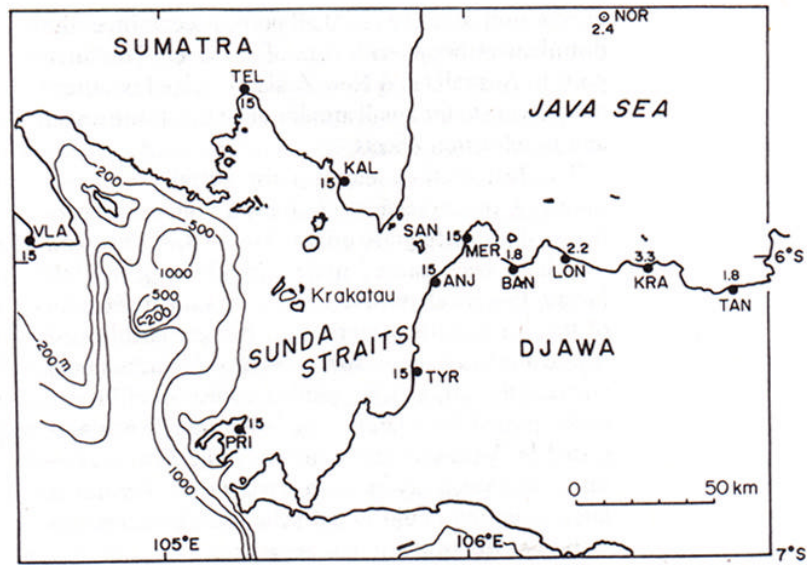 NOR
2.4
SUMATRA
TEL
15
JAVA SEA
KAL
15
200
500
VLA
15
1000
500
<200
SAN
15
MER
1.8
BAN
2.2
LON
3.3
KRA
1.8
TAN
6°S
15
ANJ
Krakatau
SUNDA
STRAITS
DJAWA
200m
15
TYR
15
PRI
500
1000
0
50 km
105°E
106°E
7°S